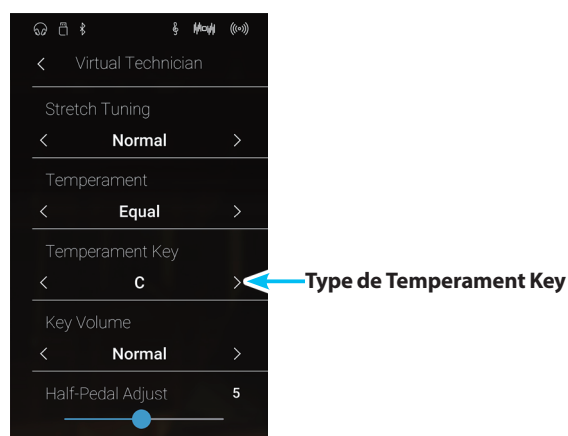 Virtual Technician
Stretch Tuning
Normal
Temperament
Equal
Temperament Key
C
Type de Temperament Key
Key Volume
Normal
Half-Pedal Adjust 5